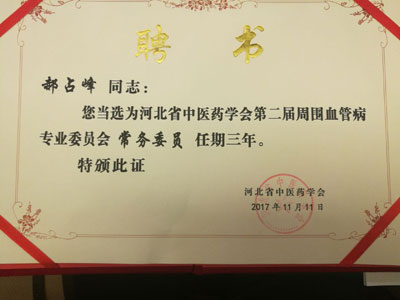 聘 书
郝占峰 同志：
您当选为河北省中医药学会第二届周围血管病
专业委员会 常务委员 任期三年。
特颁此证
河北省中医药学会
2017年11月11日